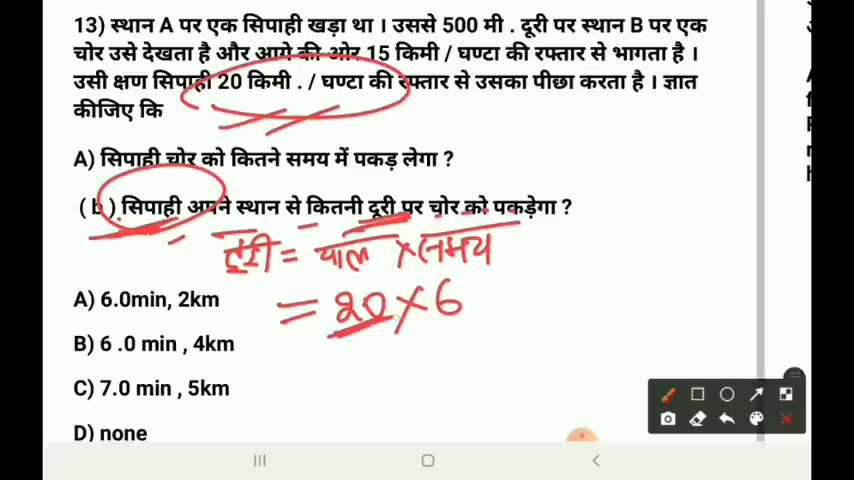 13) स्थान A पर एक सिपाही खड़ा था । उससे 500 मी . दूरी पर स्थान B पर एक
चोर उसे देखता है और आगे की ओर 15 किमी / घण्टा की रफ्तार से भागता है ।
उसी क्षण सिपाही 20 किमी . / घण्टा की रफ्तार से उसका पीछा करता है । ज्ञात
कीजिए कि
A) सिपाही चोर को कितने समय में पकड़ लेगा ?
( b ) सिपाही अपने स्थान से कितनी दूरी पर चोर को पकड़ेगा ?
दूरी = चाल × समय
= 20 × 6
A) 6.0min, 2km
B) 6 .0 min , 4km
C) 7.0 min , 5km
D) none